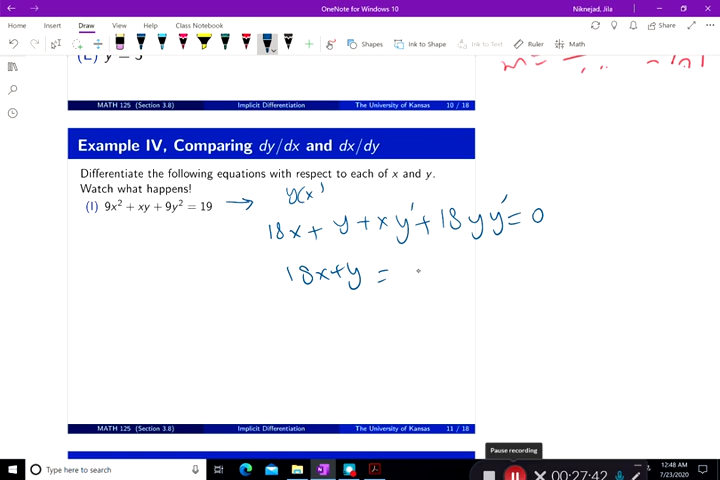 OneNote for Windows 10
Niknejad, Jila
Home Insert Draw View Help Class Notebook
Share
Shapes Ink to Shape Ink to Text Ruler Math
MATH 125 (Section 3.8) Implicit Differentiation The University of Kansas 10 / 18
Example IV, Comparing dy/dx and dx/dy
Differentiate the following equations with respect to each of x and y.
Watch what happens!
y(x)
(I) 9x² + xy + 9y² = 19 →
18x + y + x y' + 18 y y' = 0
18x+y =
MATH 125 (Section 3.8) Implicit Differentiation The University of Kansas 11 / 18
Pause recording
00:27:42
Type here to search
12:48 AM
7/23/2020